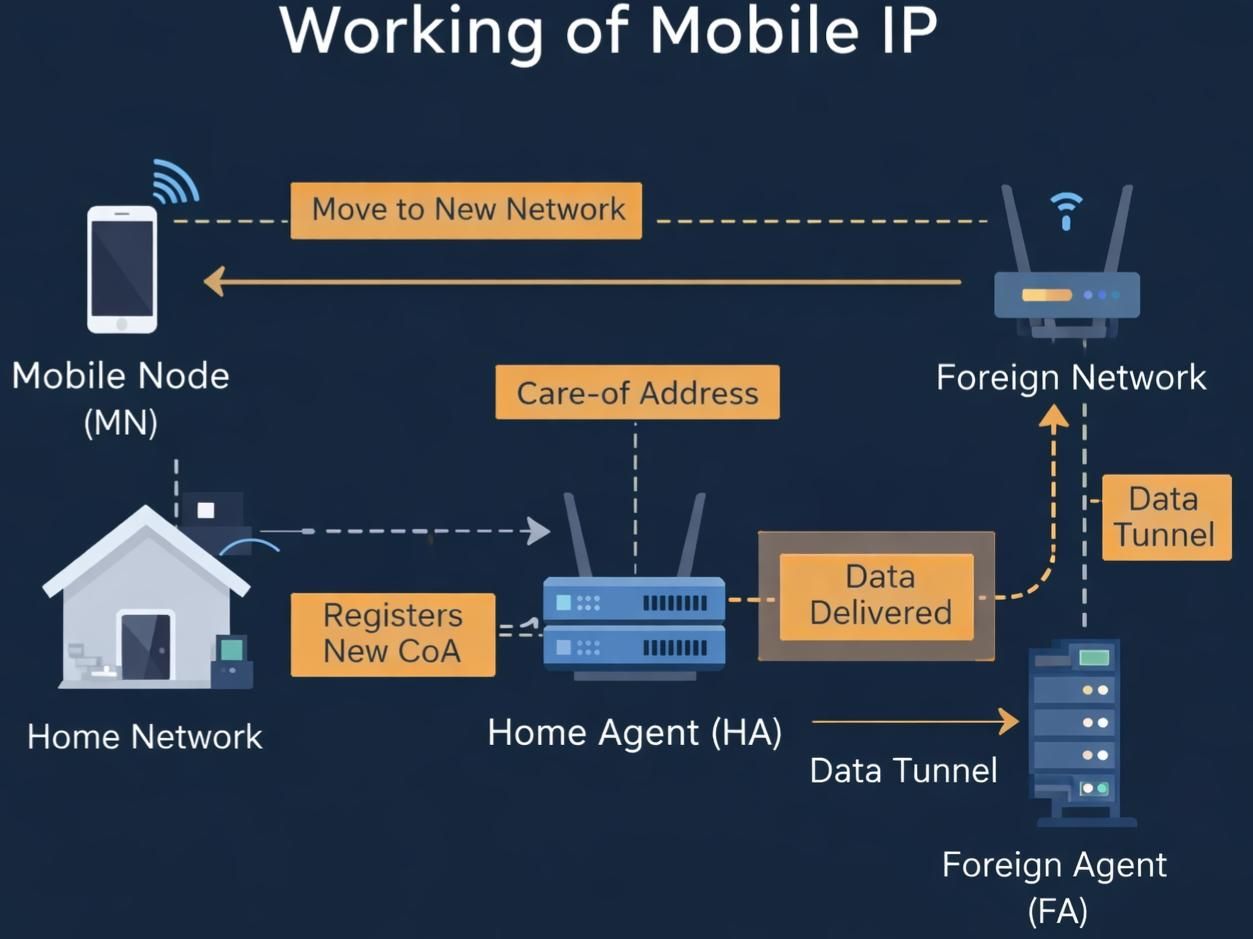 Working of Mobile IP
Move to New Network
Mobile Node
(MN)
Foreign Network
Care-of Address
Data
Tunnel
Data
Delivered
Registers
New CoA
Home Network
Home Agent (HA)
Data Tunnel
Foreign Agent
(FA)